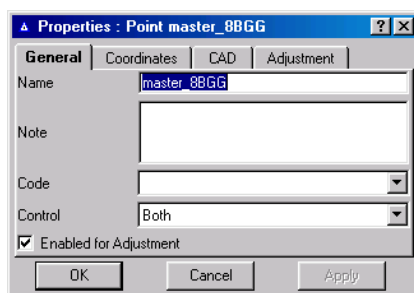 Properties : Point master_8BGG
General Coordinates CAD Adjustment
Name master_8BGG
Note
Code
Control Both
Enabled for Adjustment
OK Cancel Apply